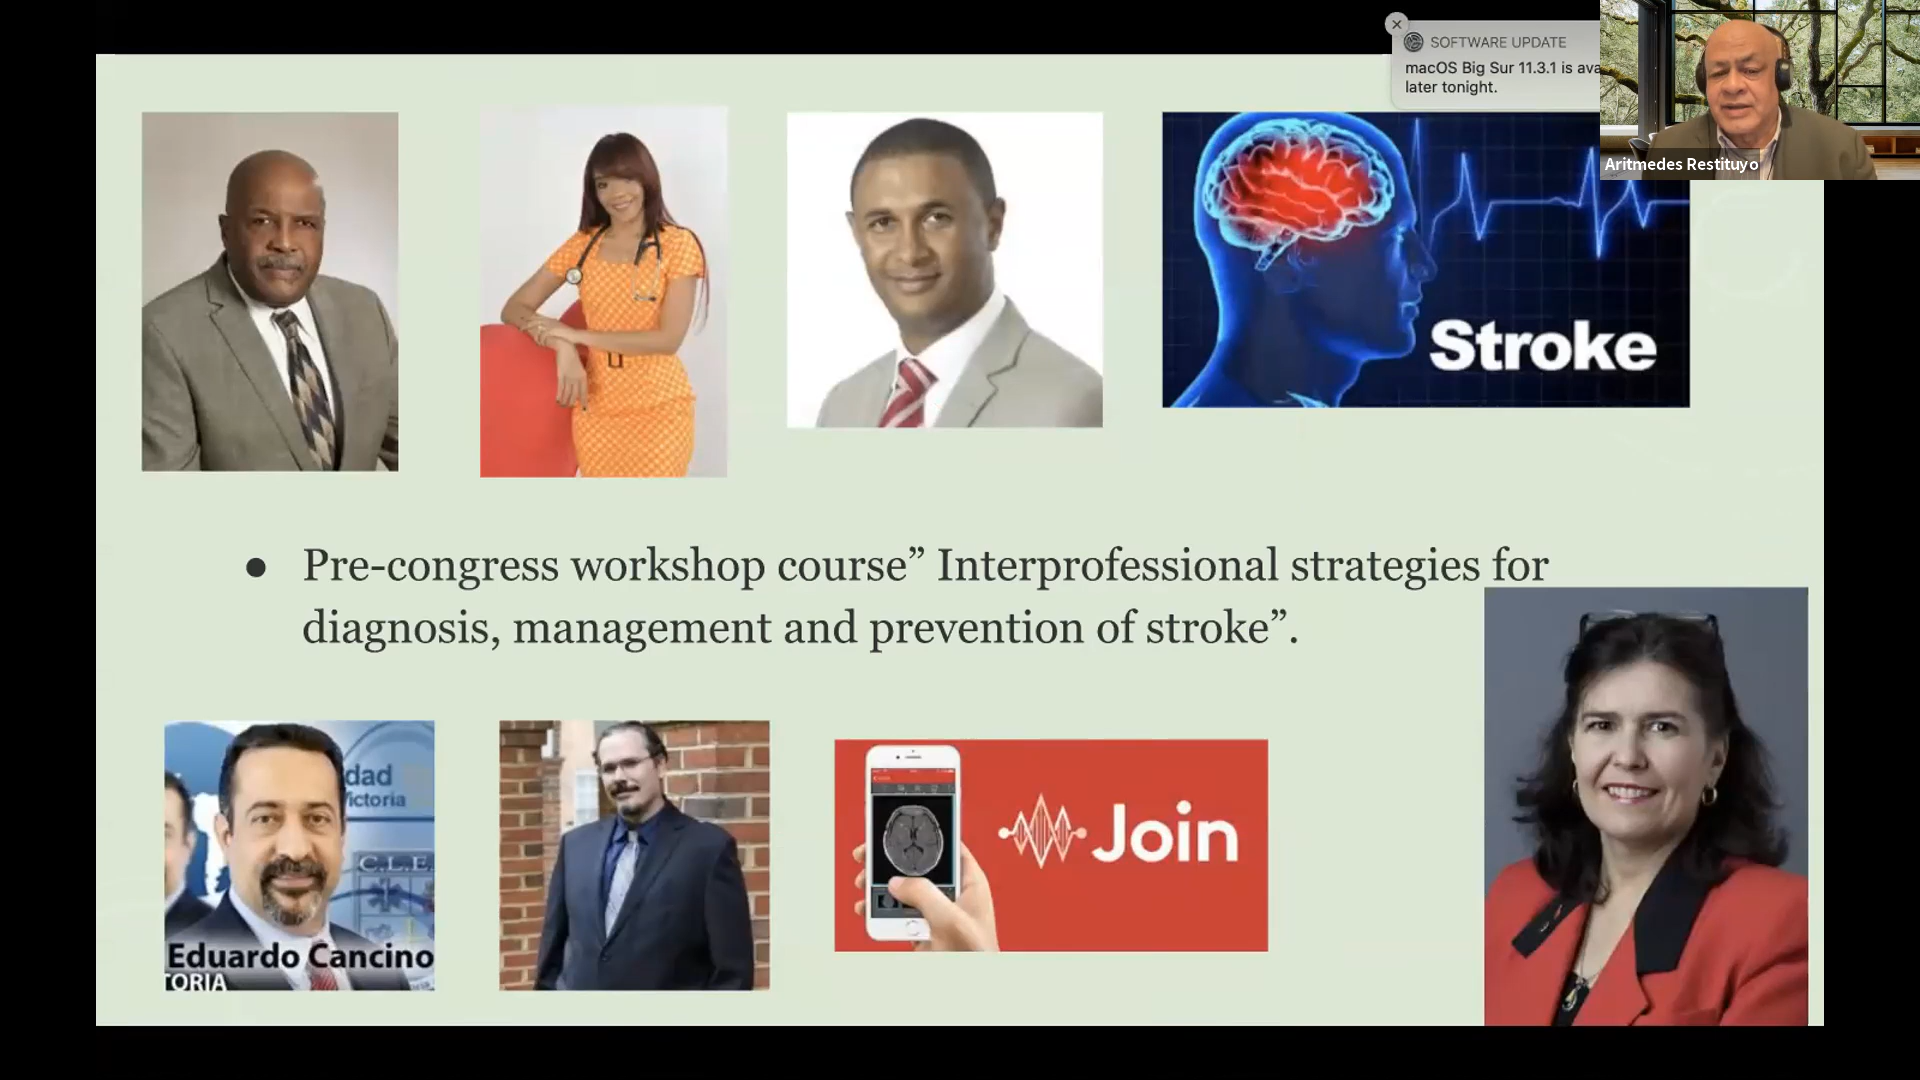 SOFTWARE UPDATE
macOS Big Sur 11.3.1 is ava
later tonight.
Aritmedes Restituyo
Stroke
● Pre-congress workshop course” Interprofessional strategies for
diagnosis, management and prevention of stroke”.
dad
Victoria
C.L.E.
Eduardo Cancino
TORIA
Join